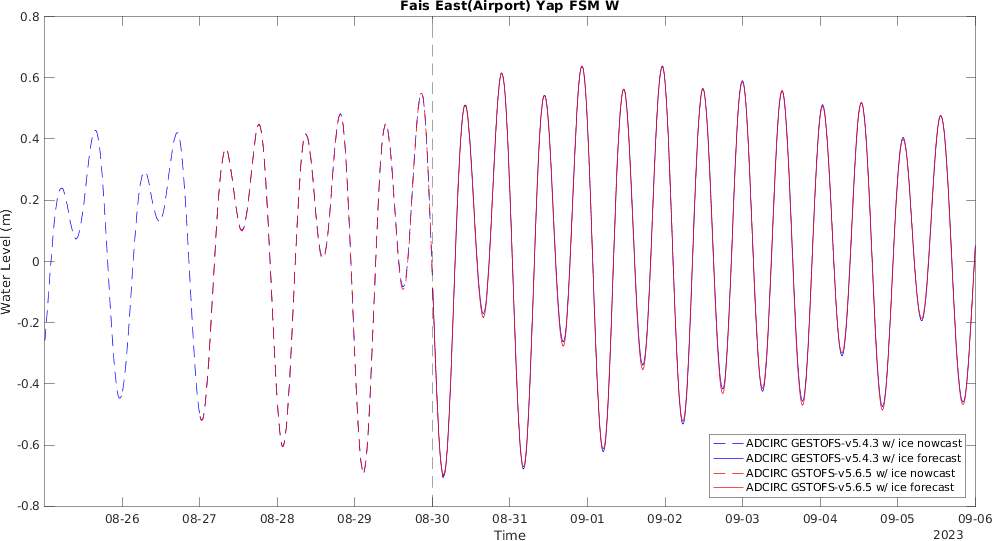 Fais East(Airport) Yap FSM W
0.8
0.6
0.4
0.2
0
-0.2
-0.4
-0.6
-0.8
Water Level (m)
08-26 08-27 08-28 08-29 08-30 08-31 09-01 09-02 09-03 09-04 09-05 09-06
Time
2023
ADCIRC GESTOFS-v5.4.3 w/ ice nowcast
ADCIRC GESTOFS-v5.4.3 w/ ice forecast
ADCIRC GSTOFS-v5.6.5 w/ ice nowcast
ADCIRC GSTOFS-v5.6.5 w/ ice forecast